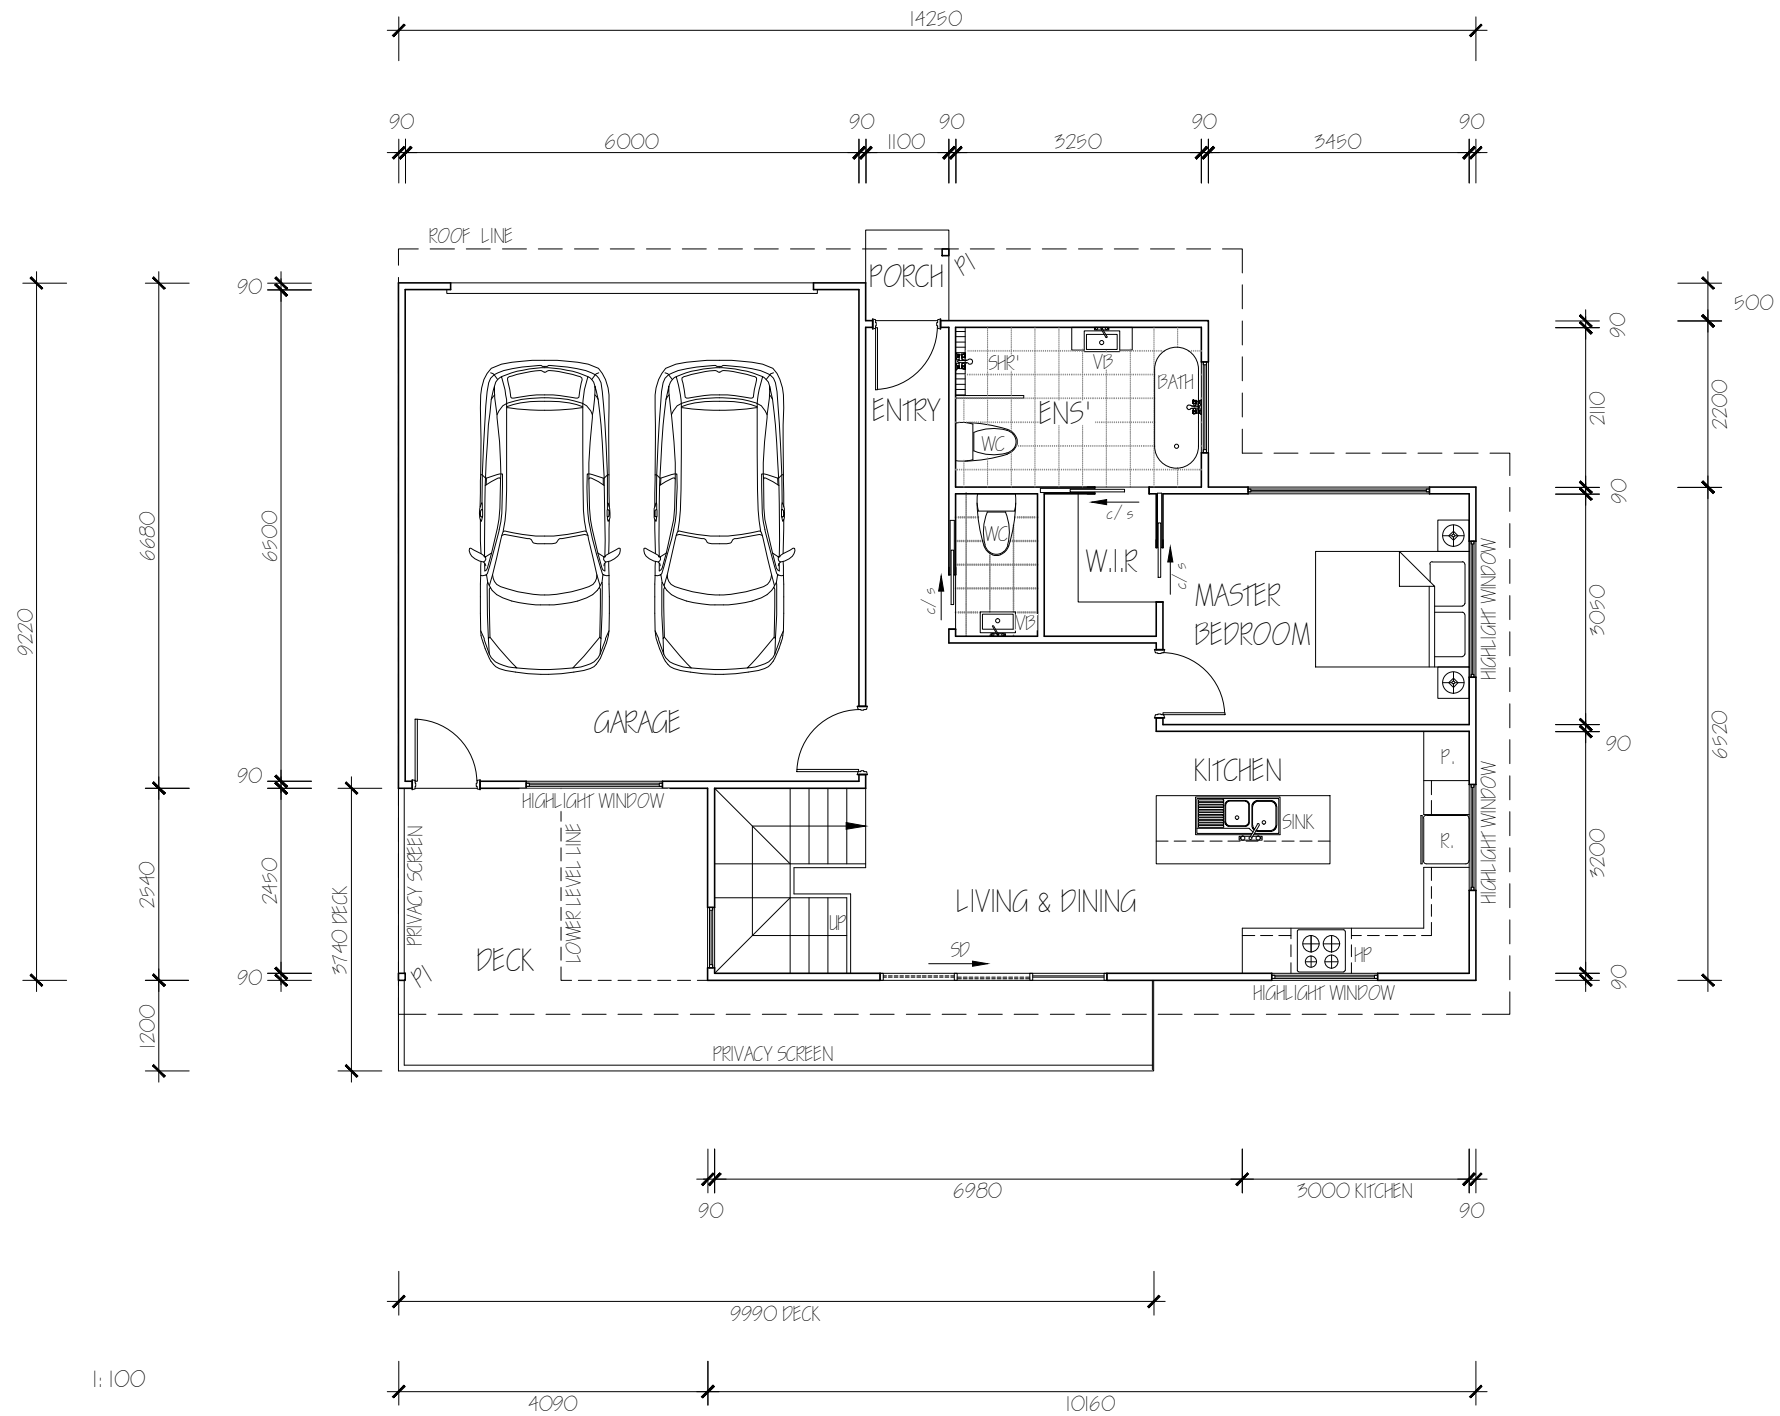 14250
90
90
90
90
90
6000
1100
3250
3450
ROOF LINE
PORCH
P1
500
90
90
SHR'
VB
BATH
ENTRY
ENS'
2110
2200
WC
90
6680
6500
c/s
WC
W.I.R
c/s
HIGHLIGHT WINDOW
c/s
MASTER
BEDROOM
3050
VB
9220
GARAGE
6520
90
90
KITCHEN
P.
HIGHLIGHT WINDOW
SINK
R.
HIGHLIGHT WINDOW
PRIVACY SCREEN
LOWER LEVEL LINE
2540
2450
3740 DECK
3200
LIVING & DINING
UP
SD
HP
DECK
P1
90
90
HIGHLIGHT WINDOW
1200
PRIVACY SCREEN
6980
3000 KITCHEN
90
90
9990 DECK
1:100
4090
10160